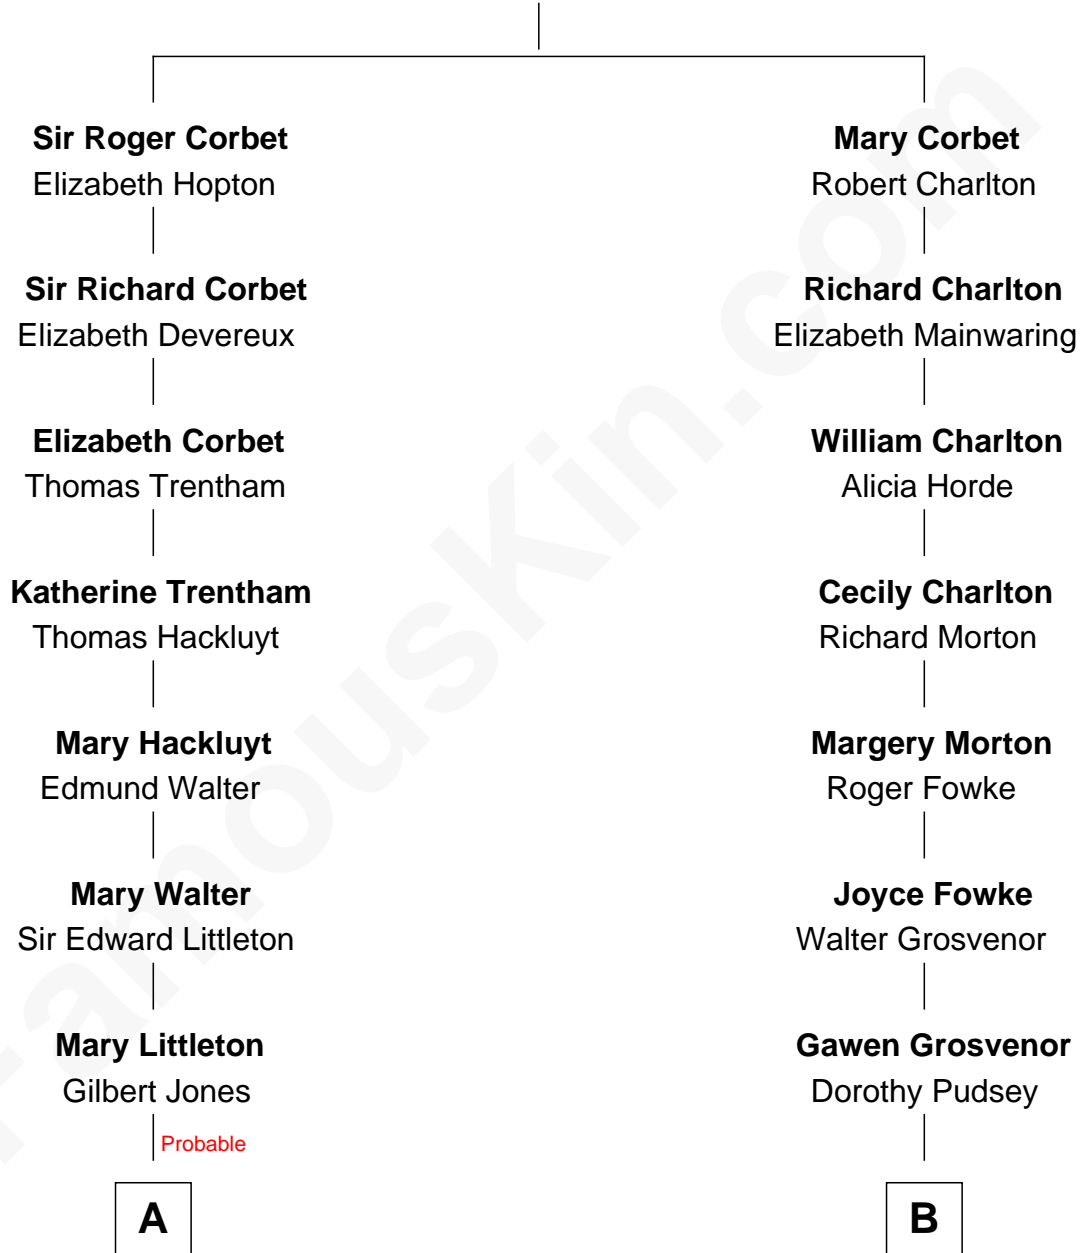 Sir Roger Corbet
Elizabeth Hopton
Mary Corbet
Robert Charlton
Sir Richard Corbet
Elizabeth Devereux
Richard Charlton
Elizabeth Mainwaring
Elizabeth Corbet
Thomas Trentham
William Charlton
Alicia Horde
Katherine Trentham
Thomas Hackluyt
Cecily Charlton
Richard Morton
Mary Hackluyt
Edmund Walter
Margery Morton
Roger Fowke
Mary Walter
Sir Edward Littleton
Joyce Fowke
Walter Grosvenor
Mary Littleton
Gilbert Jones
Gawen Grosvenor
Dorothy Pudsey
Probable
A
B
FamousKin.com